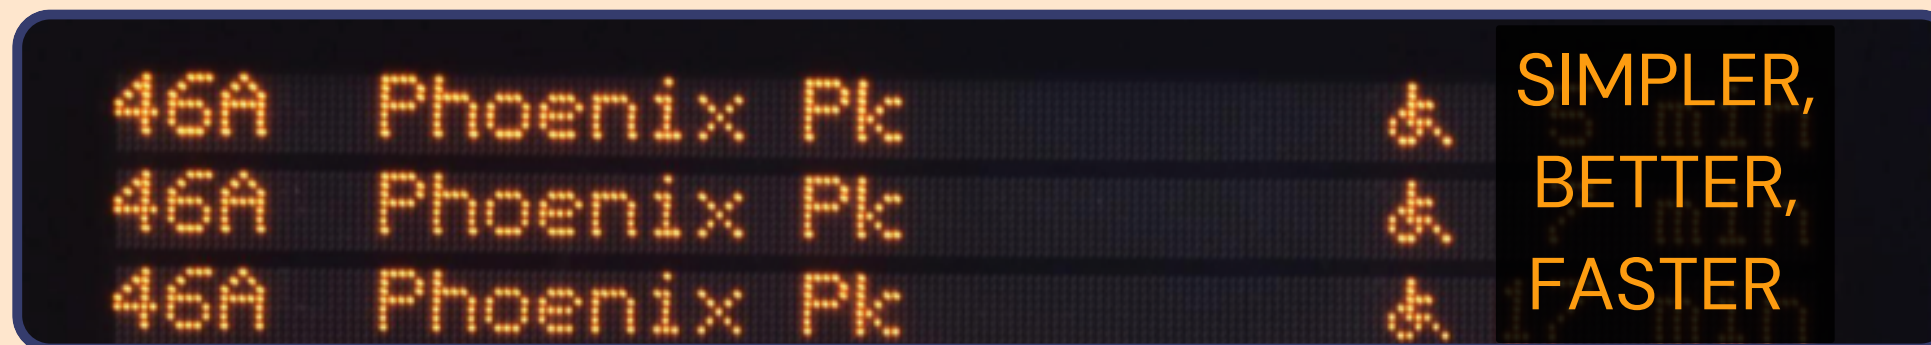 46A Phoenix Pk SIMPLER,
46A Phoenix Pk BETTER,
46A Phoenix Pk FASTER